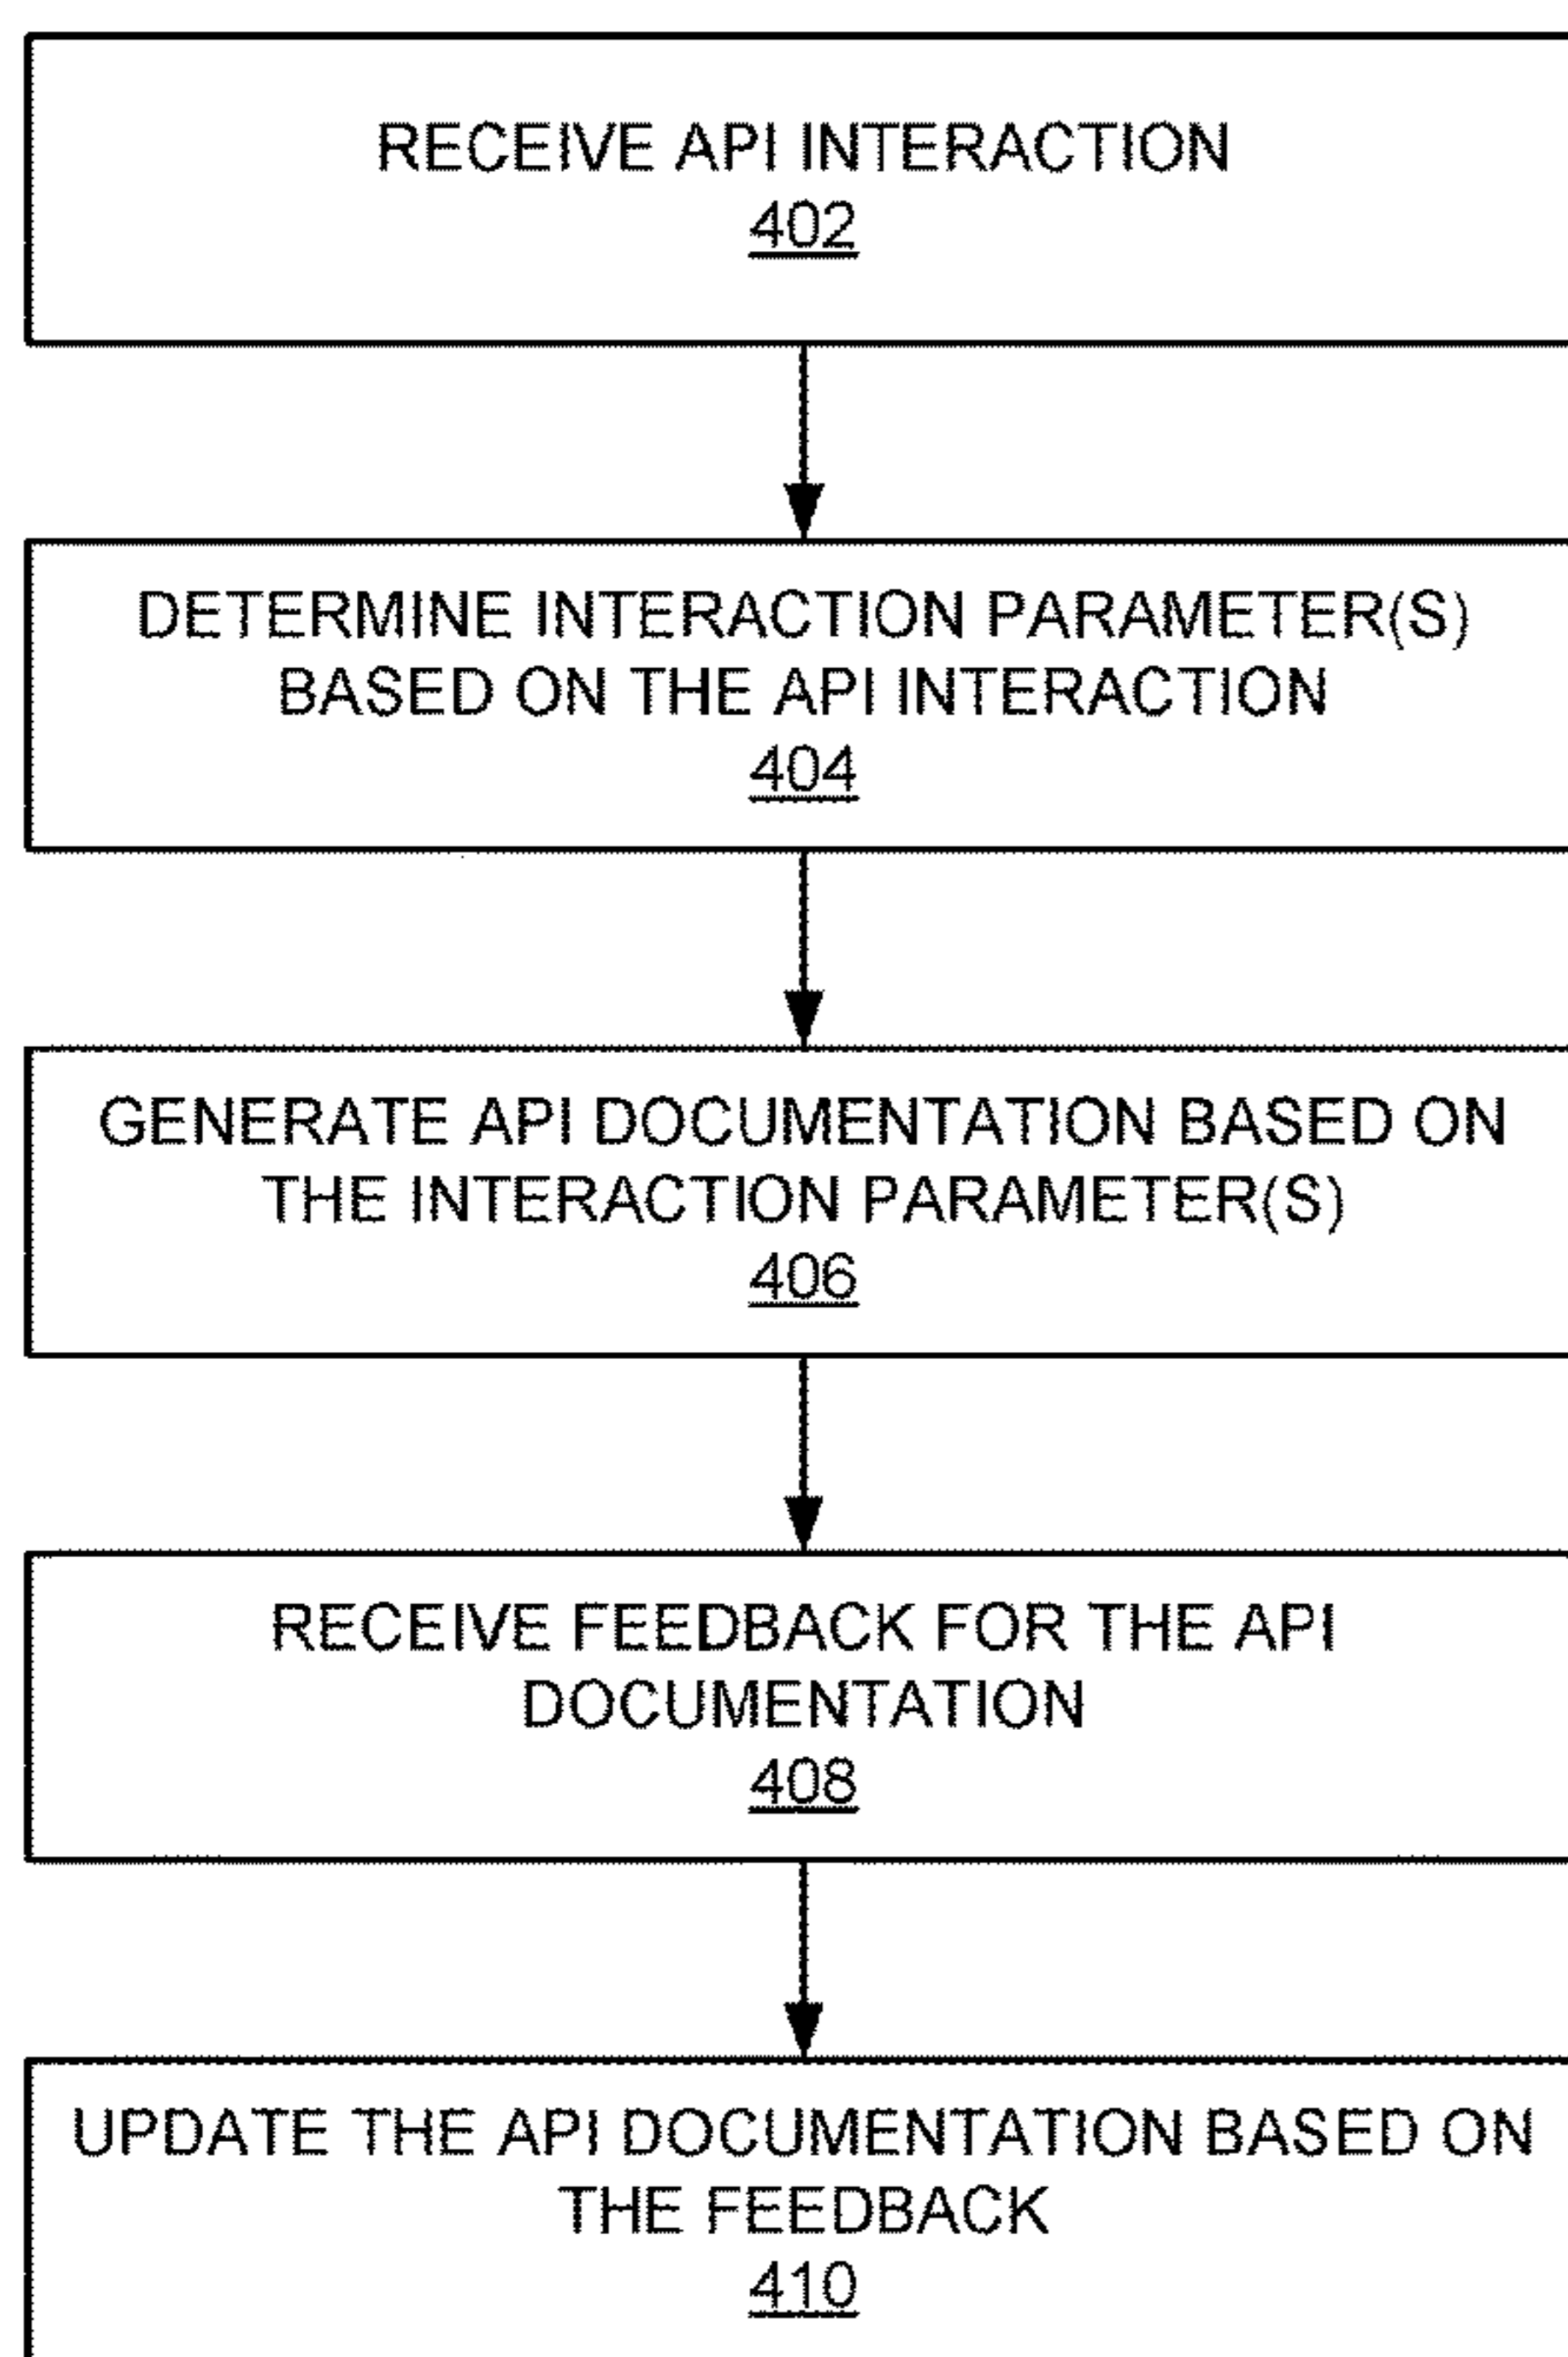 RECEIVE API INTERACTION
402
DETERMINE INTERACTION PARAMETER(S)
BASED ON THE API INTERACTION
404
GENERATE API DOCUMENTATION BASED ON
THE INTERACTION PARAMETER(S)
406
RECEIVE FEEDBACK FOR THE API
DOCUMENTATION
408
UPDATE THE API DOCUMENTATION BASED ON
THE FEEDBACK
410